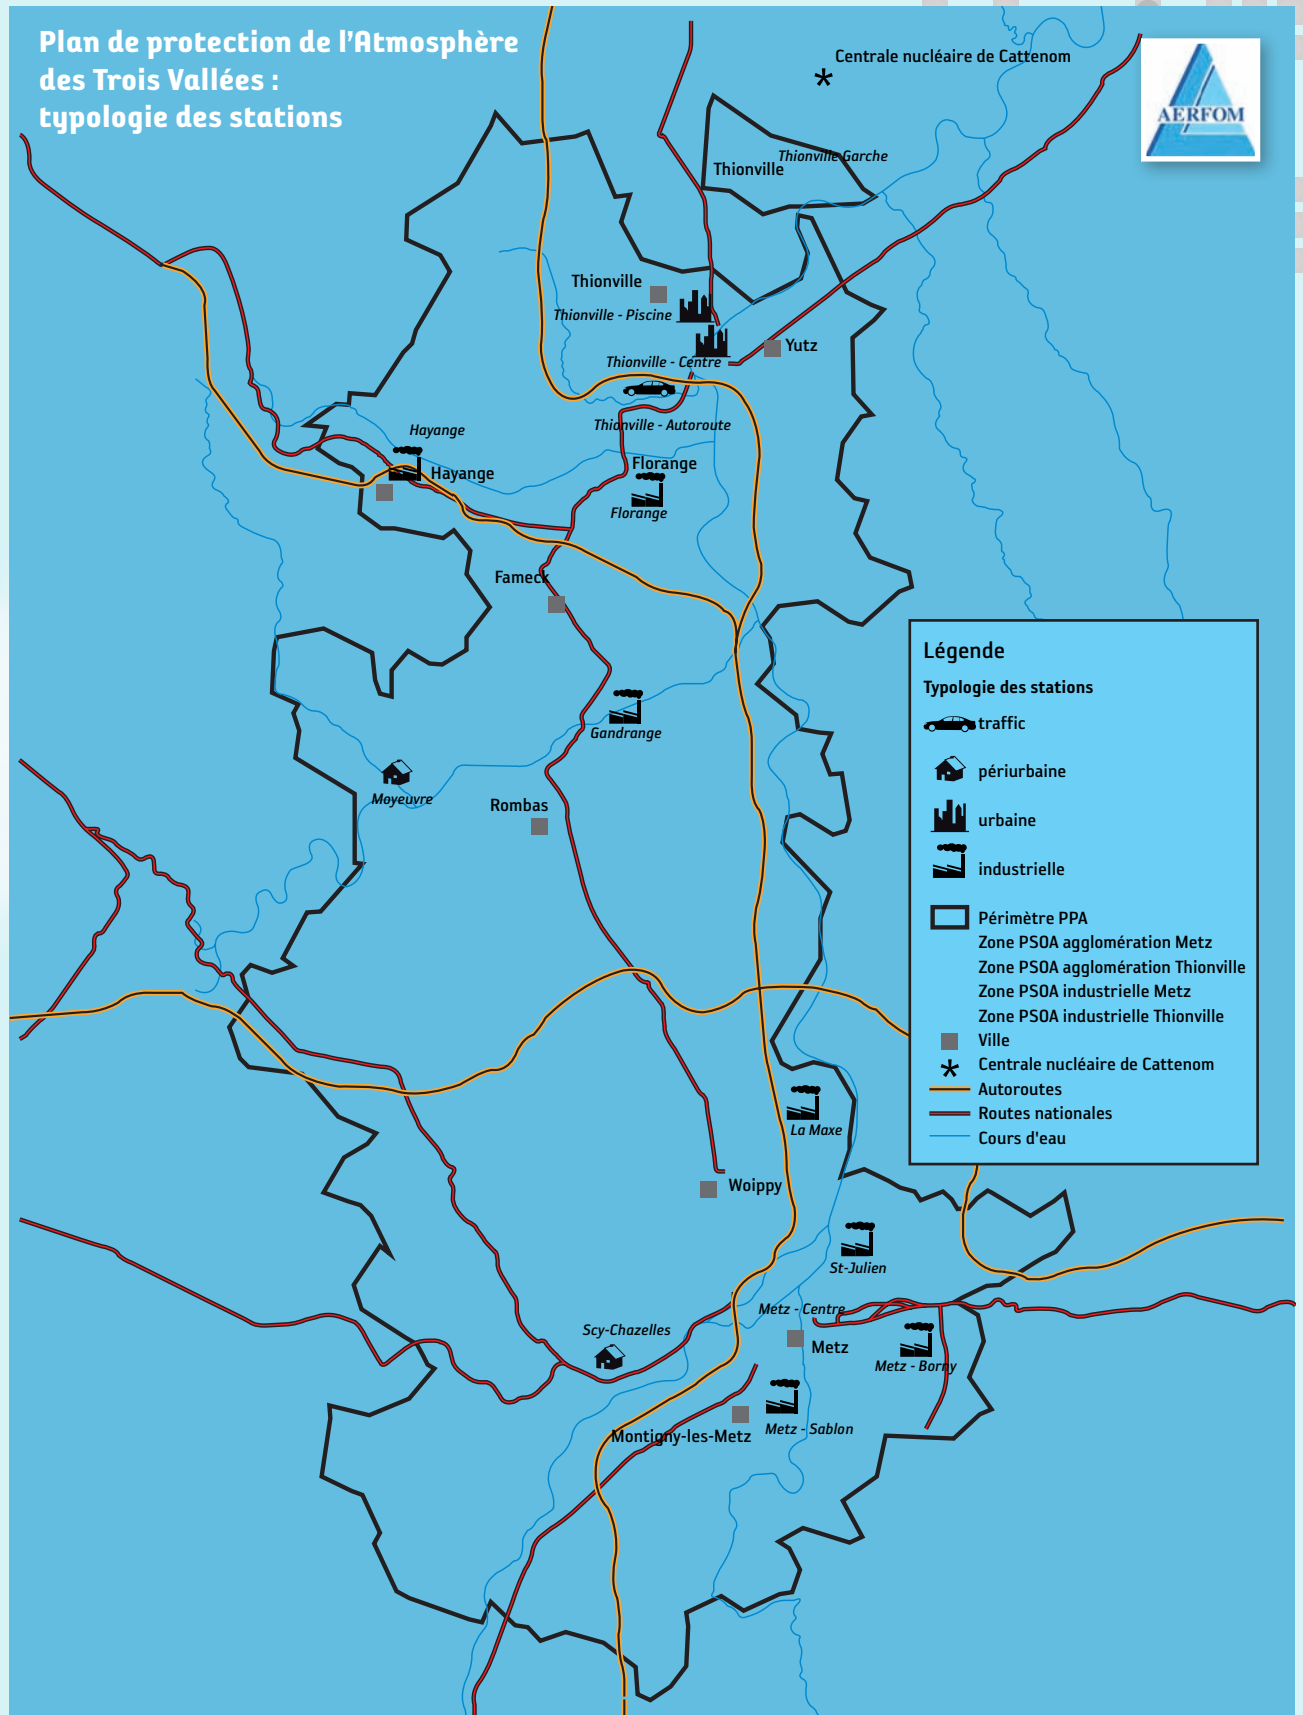 Plan de protection de l'Atmosphère
des Trois Vallées :
typologie des stations
Centrale nucléaire de Cattenom
*
AERFOM
Thionville Garche
Thionville
Thionville
Thionville - Piscine
Yutz
Thionville - Centre
Thionville - Autoroute
Hayange
Hayange
Florange
Florange
Fameck
Gandrange
Moyeuvre
Rombas
La Maxe
Woippy
St-Julien
Metz - Centre
Scy-Chazelles
Metz
Metz - Borny
Metz - Sablon
Montigny-les-Metz
Légende
Typologie des stations
traffic
périurbaine
urbaine
industrielle
Périmètre PPA
Zone PSOA agglomération Metz
Zone PSOA agglomération Thionville
Zone PSOA industrielle Metz
Zone PSOA industrielle Thionville
Ville
* Centrale nucléaire de Cattenom
Autoroutes
Routes nationales
Cours d'eau